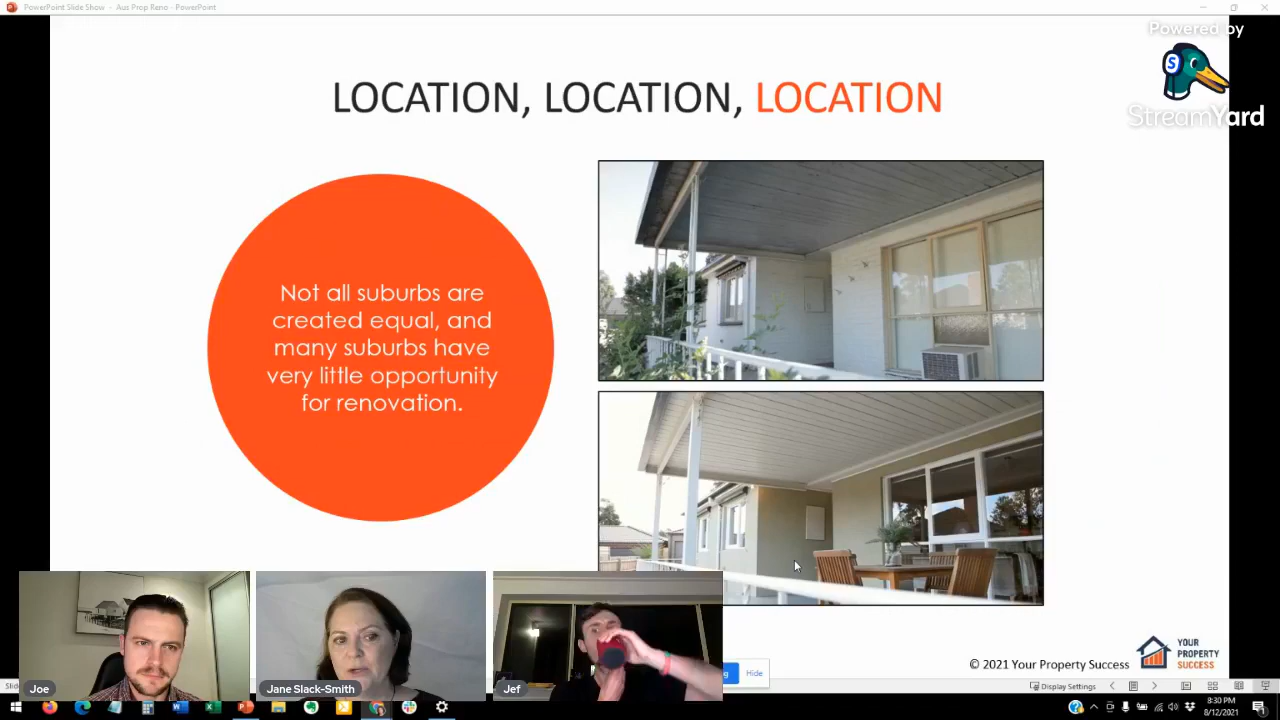 PowerPoint Slide Show - Aus Prop Reno - PowerPoint
Powered by
S
StreamYard
LOCATION, LOCATION, LOCATION
Not all suburbs are
created equal, and
many suburbs have
very little opportunity
for renovation.
© 2021 Your Property Success
YOUR
PROPERTY
SUCCESS
Hide
Joe
Jane Slack-Smith
Jef
Display Settings
8:30 PM
8/12/2021